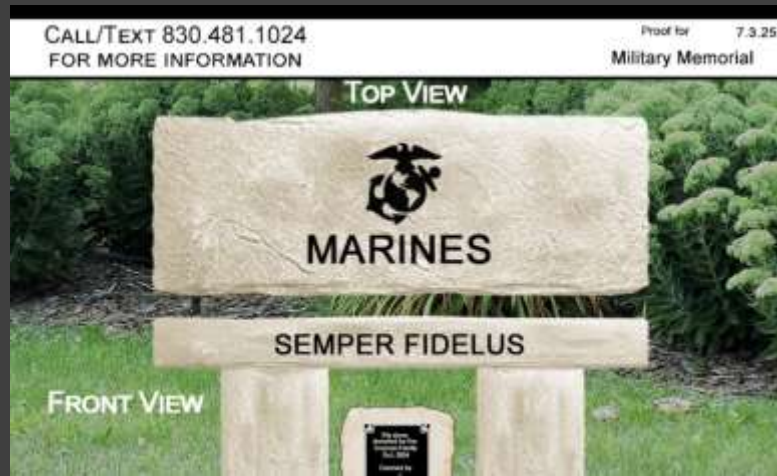 CALL/TEXT 830.481.1024
FOR MORE INFORMATION
Proof for 7.3.25
Military Memorial
TOP VIEW
MARINES
SEMPER FIDELUS
FRONT VIEW